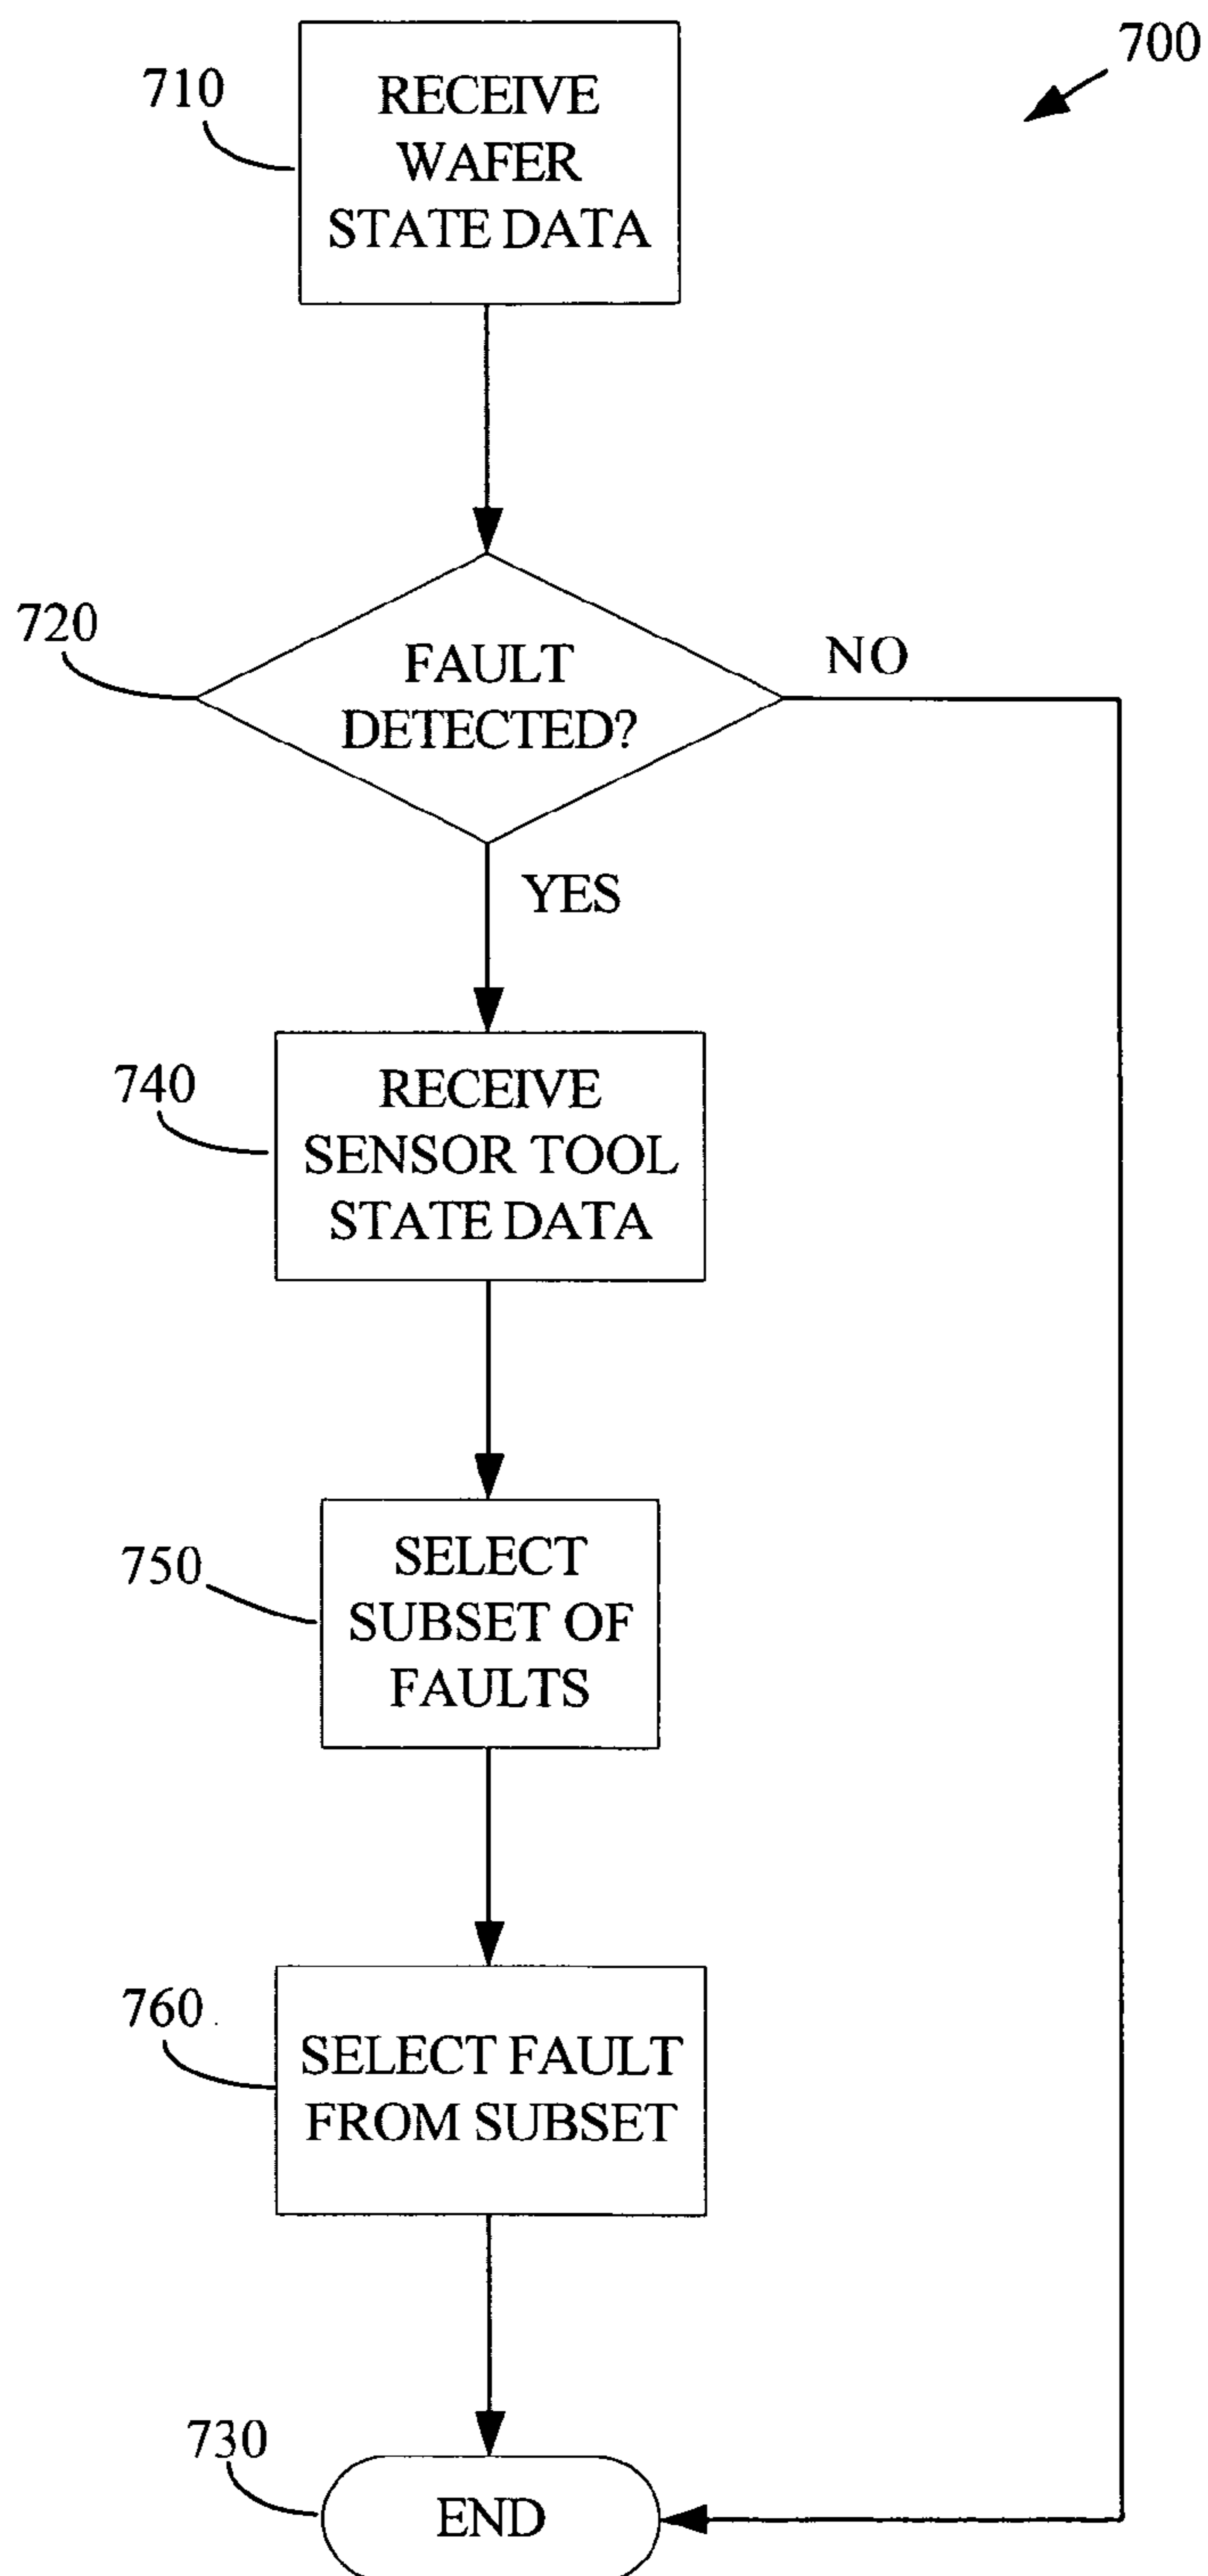 700
710
RECEIVE
WAFER
STATE DATA
720
FAULT
DETECTED?
NO
YES
740
RECEIVE
SENSOR TOOL
STATE DATA
750
SELECT
SUBSET OF
FAULTS
760
SELECT FAULT
FROM SUBSET
730
END